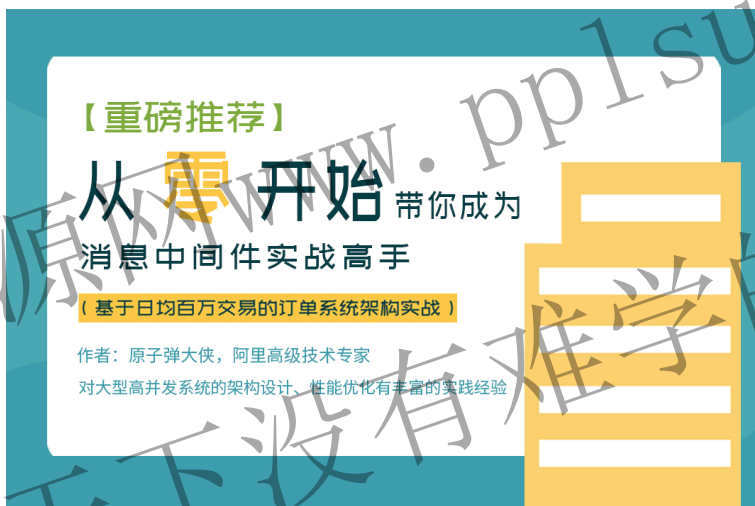 【重磅推荐】
从零开始带你成为
消息中间件实战高手
（基于日均百万交易的订单系统架构实战）
作者：原子弹大侠，阿里高级技术专家
对大型高并发系统的架构设计、性能优化有丰富的实践经验
源网www.pp1su
天下没有难学的